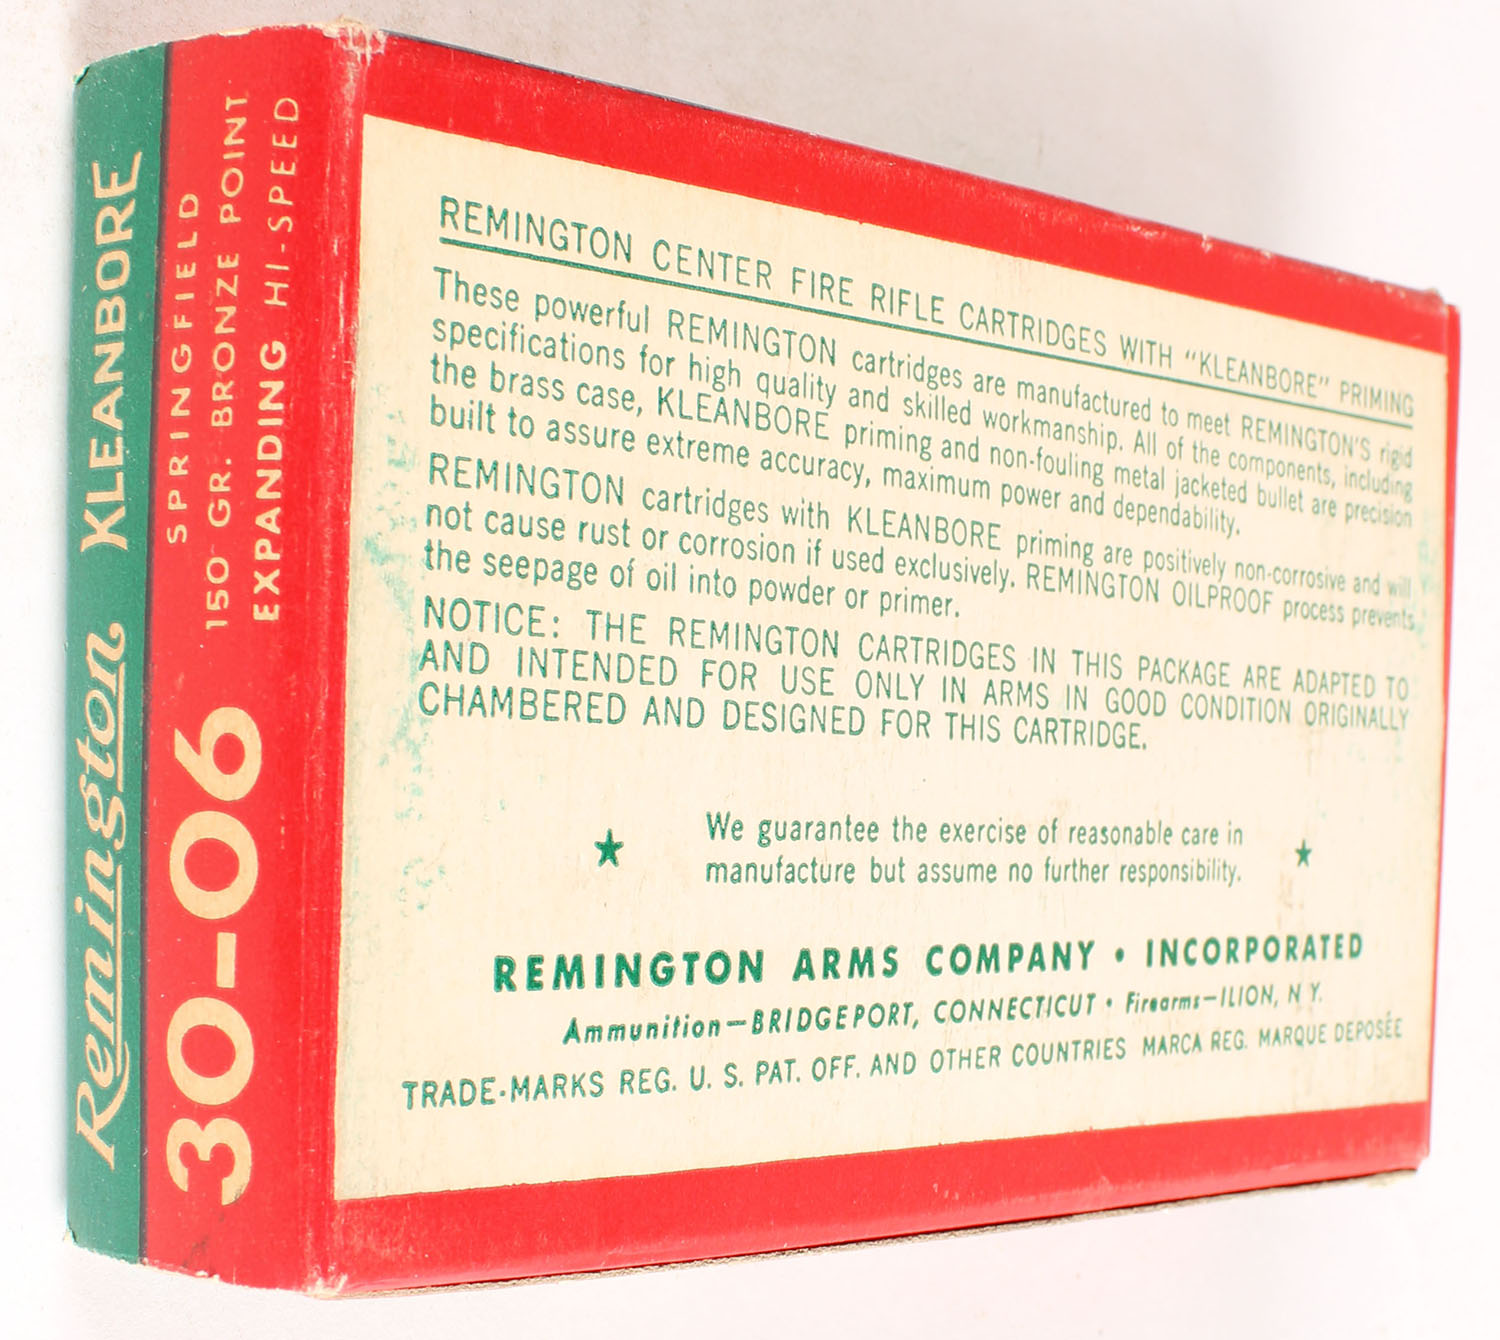 Remington KLEANBORE
30-06 SPRINGFIELD
150 GR. BRONZE POINT
EXPANDING HI-SPEED
REMINGTON CENTER FIRE RIFLE CARTRIDGES WITH "KLEANBORE" PRIMING
These powerful REMINGTON cartridges are manufactured to meet REMINGTON'S rigid
specifications for high quality and skilled workmanship. All of the components, including
the brass case, KLEANBORE priming and non-fouling metal jacketed bullet are precision
built to assure extreme accuracy, maximum power and dependability.
REMINGTON cartridges with KLEANBORE priming are positively non-corrosive and will
not cause rust or corrosion if used exclusively. REMINGTON OILPROOF process prevents
the seepage of oil into powder or primer.
NOTICE: THE REMINGTON CARTRIDGES IN THIS PACKAGE ARE ADAPTED TO
AND INTENDED FOR USE ONLY IN ARMS IN GOOD CONDITION ORIGINALLY
CHAMBERED AND DESIGNED FOR THIS CARTRIDGE.
We guarantee the exercise of reasonable care in
manufacture but assume no further responsibility.
REMINGTON ARMS COMPANY • INCORPORATED
Ammunition—BRIDGEPORT, CONNECTICUT • Firearms—ILION, N Y.
TRADE-MARKS REG. U. S. PAT. OFF. AND OTHER COUNTRIES MARCA REG. MARQUE DEPOSÉE